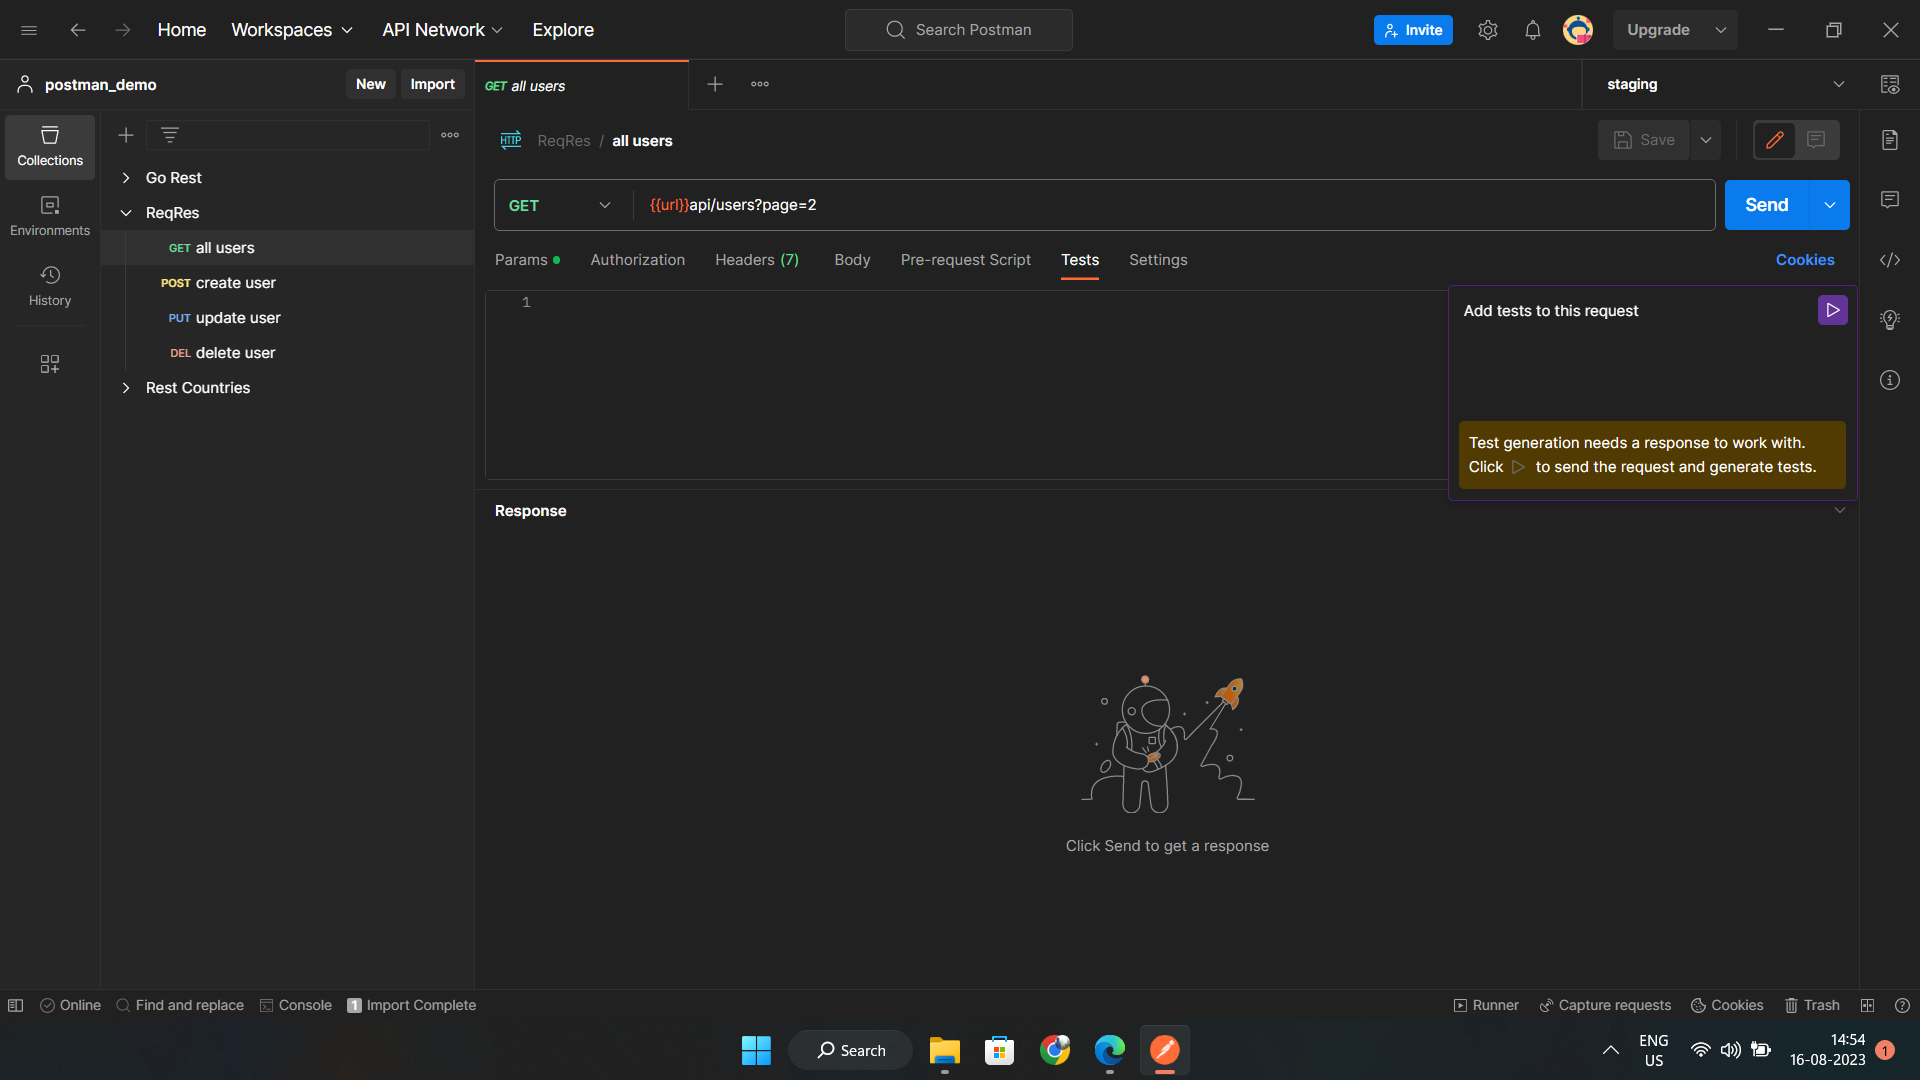 Home Workspaces API Network Explore Search Postman Invite Upgrade
postman_demo New Import GET all users staging
Collections
Environments
History
Go Rest
ReqRes
GET all users
POST create user
PUT update user
DEL delete user
Rest Countries
HTTP ReqRes / all users Save
GET {{url}}api/users?page=2 Send
Params Authorization Headers (7) Body Pre-request Script Tests Settings Cookies
1
Add tests to this request
Test generation needs a response to work with.
Click to send the request and generate tests.
Response
Click Send to get a response
Online Find and replace Console 1 Import Complete Runner Capture requests Cookies Trash
Search
ENG
US
14:54
16-08-2023
1